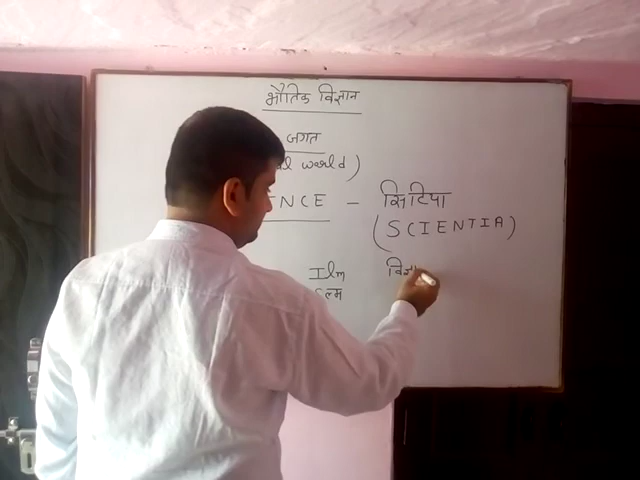 भौतिक विज्ञान
जगत
world)
NCE - सिंटिया
(SCIENTIA)
Ilm विज्ञा
ल्म